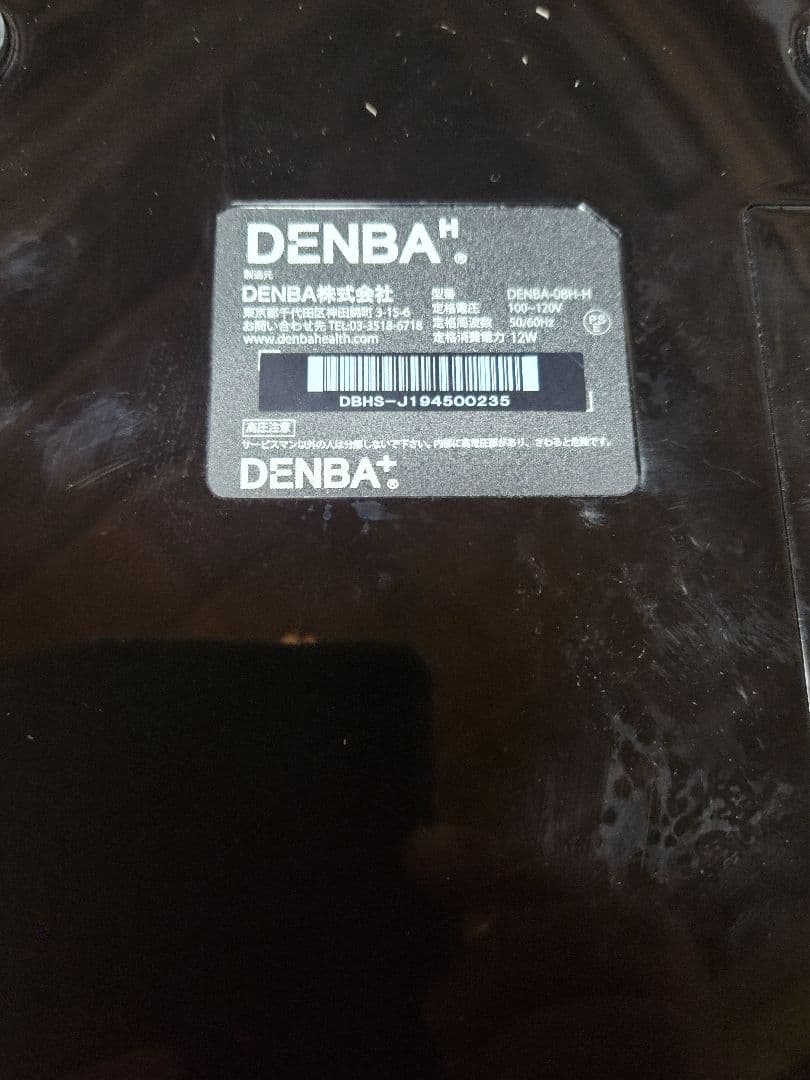 DENBA H ®
製造元
DENBA株式会社
東京都千代田区神田錦町 3-15-6
お問い合わせ先 TEL:03-3518-6718
www.denbahealth.com
型番 DENBA-08H-H
定格電圧 100~120V
定格周波数 50/60Hz
定格消費電力 12W
PS E
DBHS-J194500235
高圧注意
サービスマン以外の人は分解しないで下さい。内部に高電圧部があり、さわると危険です。
DENBA+®